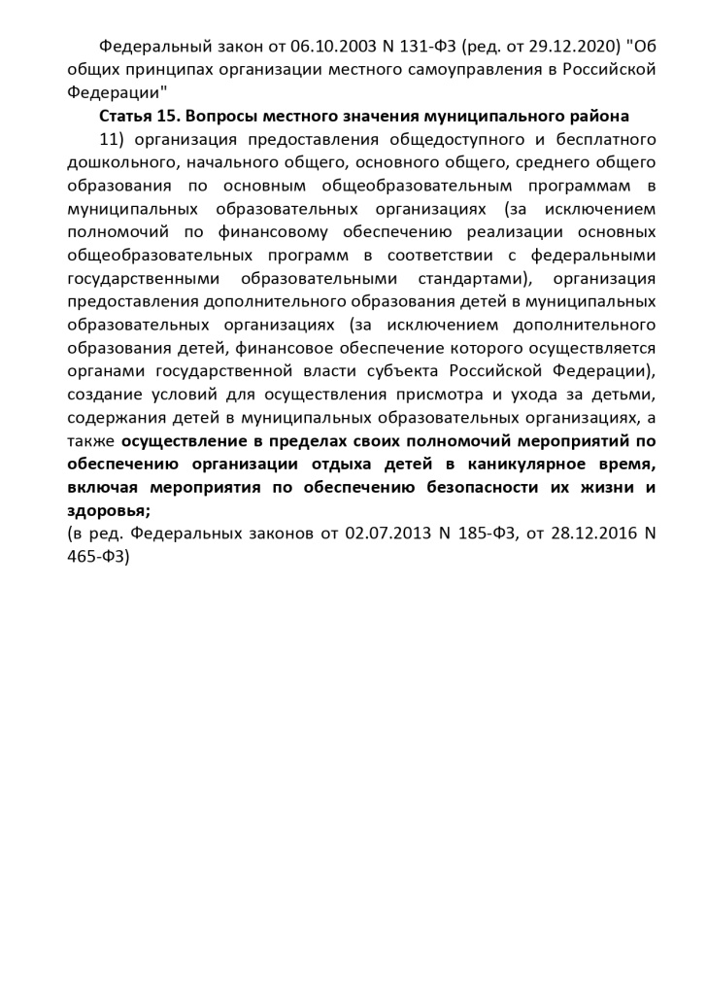 Федеральный закон от 06.10.2003 N 131-ФЗ (ред. от 29.12.2020) "Об
общих принципах организации местного самоуправления в Российской
Федерации"
Статья 15. Вопросы местного значения муниципального района
11) организация предоставления общедоступного и бесплатного
дошкольного, начального общего, основного общего, среднего общего
образования по основным общеобразовательным программам в
муниципальных образовательных организациях (за исключением
полномочий по финансовому обеспечению реализации основных
общеобразовательных программ в соответствии с федеральными
государственными образовательными стандартами), организация
предоставления дополнительного образования детей в муниципальных
образовательных организациях (за исключением дополнительного
образования детей, финансовое обеспечение которого осуществляется
органами государственной власти субъекта Российской Федерации),
создание условий для осуществления присмотра и ухода за детьми,
содержания детей в муниципальных образовательных организациях, а
также осуществление в пределах своих полномочий мероприятий по
обеспечению организации отдыха детей в каникулярное время,
включая мероприятия по обеспечению безопасности их жизни и
здоровья;
(в ред. Федеральных законов от 02.07.2013 N 185-ФЗ, от 28.12.2016 N
465-ФЗ)